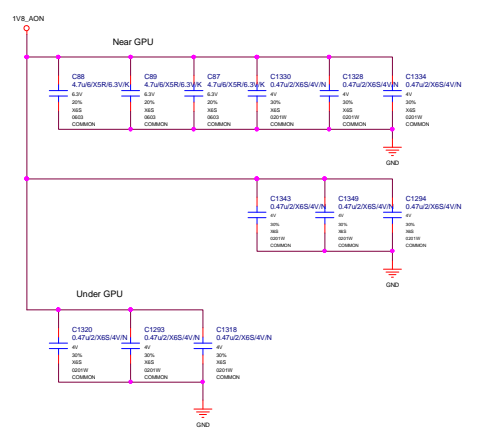 1V8_AON
Near GPU
C88
4.7u/6/X5R/6.3V/K
6.3V
20%
X6S
0603
COMMON
C89
4.7u/6/X5R/6.3V/K
6.3V
20%
X6S
0603
COMMON
C87
4.7u/6/X5R/6.3V/K
6.3V
20%
X6S
0603
COMMON
C1330
0.47u/2/X6S/4V/N
4V
30%
X6S
0201W
COMMON
C1328
0.47u/2/X6S/4V/N
4V
30%
X6S
0201W
COMMON
C1334
0.47u/2/X6S/4V/N
4V
30%
X6S
0201W
COMMON
GND
C1343
0.47u/2/X6S/4V/N
4V
30%
X6S
0201W
COMMON
C1349
0.47u/2/X6S/4V/N
4V
30%
X6S
0201W
COMMON
C1294
0.47u/2/X6S/4V/N
4V
30%
X6S
0201W
COMMON
GND
Under GPU
C1320
0.47u/2/X6S/4V/N
4V
30%
X6S
0201W
COMMON
C1293
0.47u/2/X6S/4V/N
4V
30%
X6S
0201W
COMMON
C1318
0.47u/2/X6S/4V/N
4V
30%
X6S
0201W
COMMON
GND